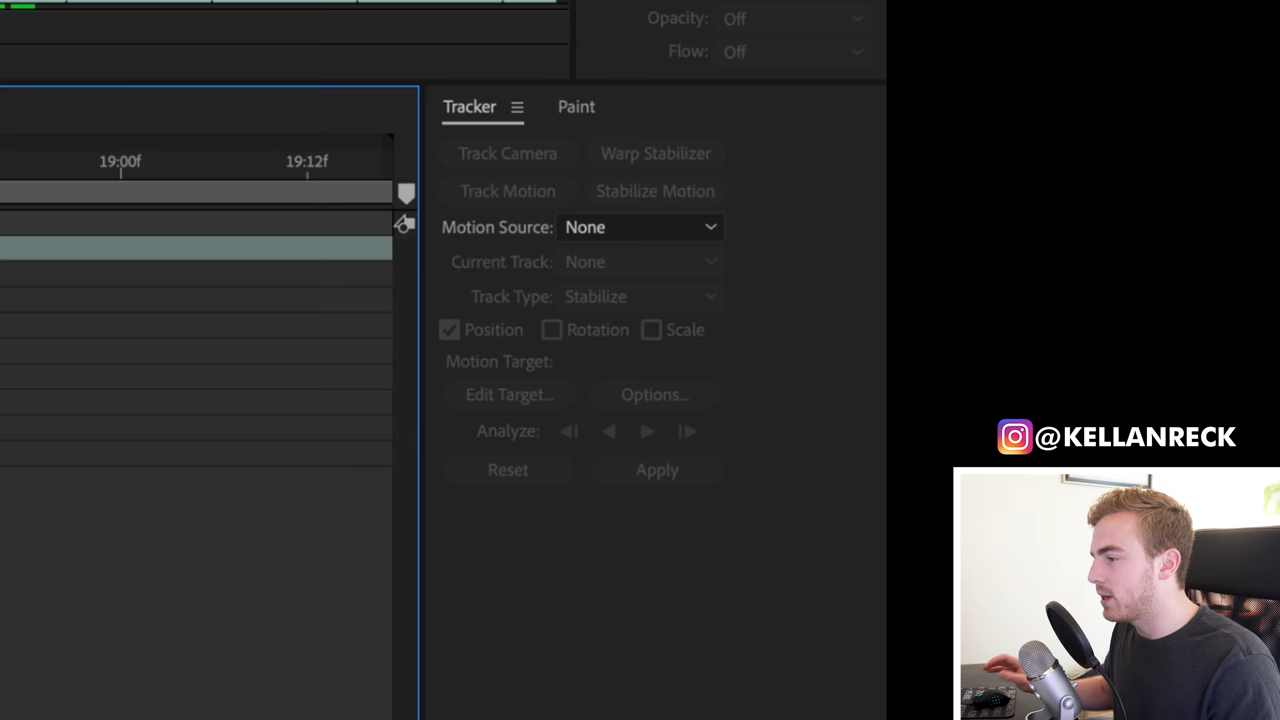 Opacity: Off
Flow: Off
Tracker Paint
19:00f 19:12f
Track Camera Warp Stabilizer
Track Motion Stabilize Motion
Motion Source: None
Current Track: None
Track Type: Stabilize
Position Rotation Scale
Motion Target:
Edit Target... Options...
Analyze:
Reset Apply
@KELLANRECK